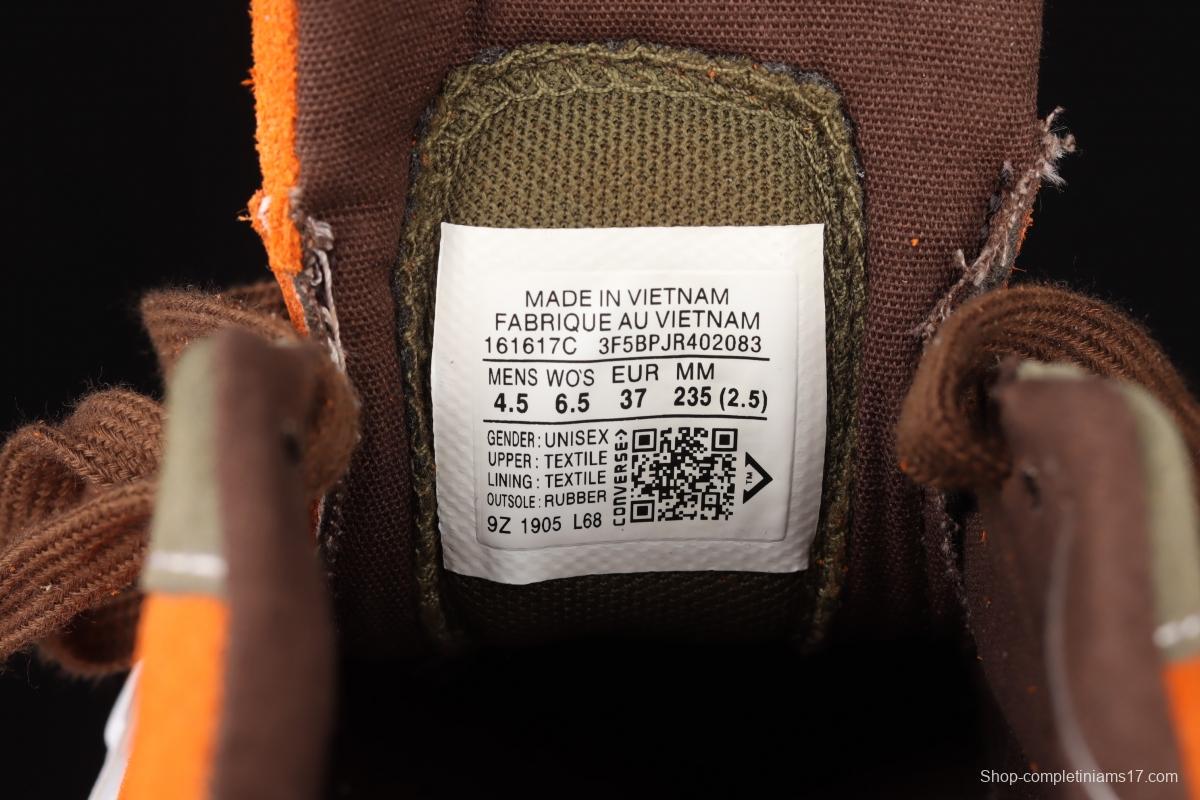 MADE IN VIETNAM
FABRIQUE AU VIETNAM
161617C 3F5BPJR402083
MENS WO'S EUR MM
4.5 6.5 37 235 (2.5)
GENDER : UNISEX
UPPER : TEXTILE
LINING : TEXTILE
OUTSOLE : RUBBER
9Z 1905 L68
CONVERSE
TM
Shop-completiniams17.com